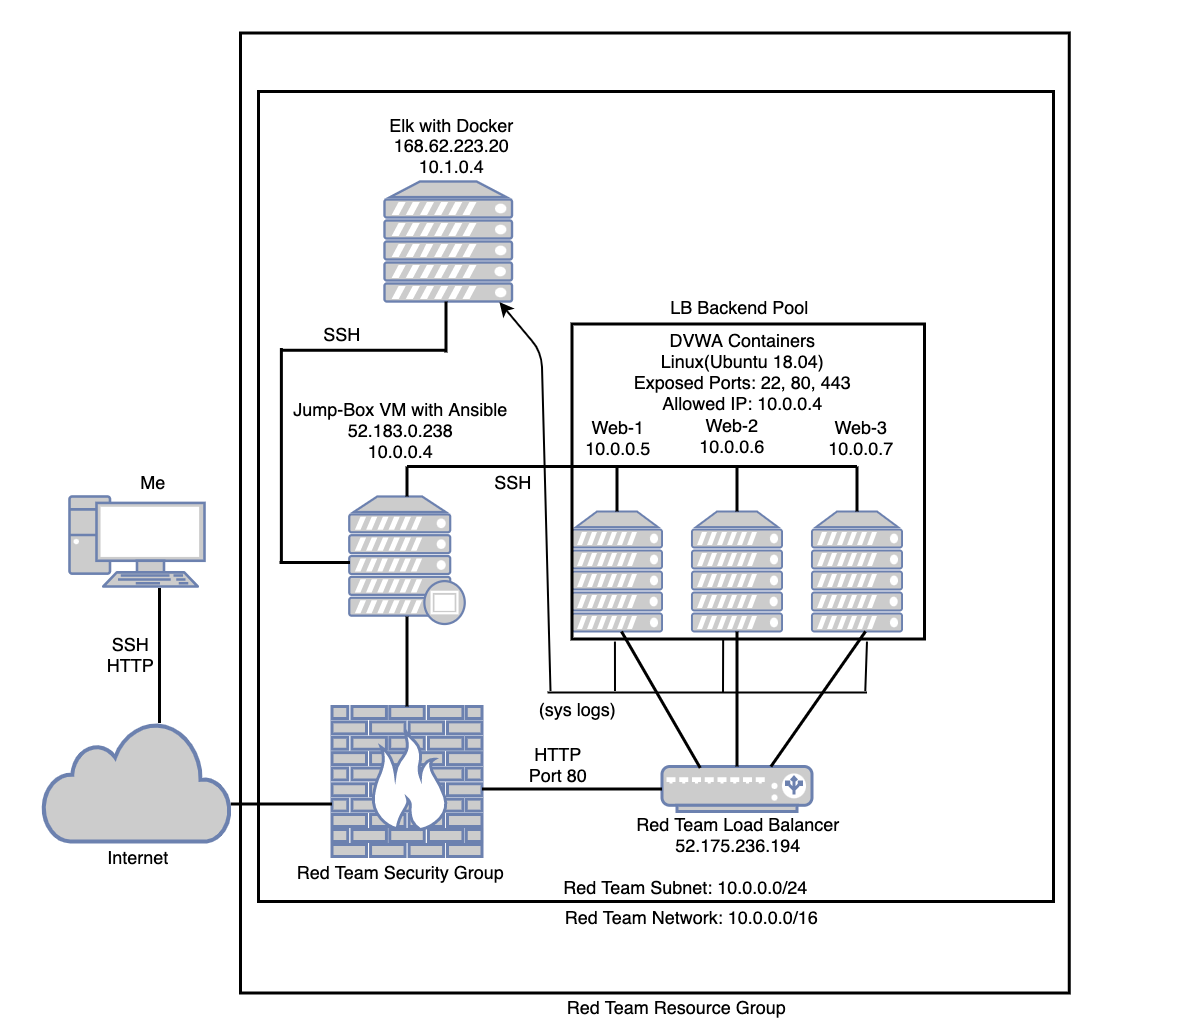 Elk with Docker
168.62.223.20
10.1.0.4
SSH
LB Backend Pool
DVWA Containers
Linux(Ubuntu 18.04)
Exposed Ports: 22, 80, 443
Allowed IP: 10.0.0.4
Web-1
10.0.0.5
Web-2
10.0.0.6
Web-3
10.0.0.7
Jump-Box VM with Ansible
52.183.0.238
10.0.0.4
SSH
Me
SSH
HTTP
(sys logs)
HTTP
Port 80
Red Team Load Balancer
52.175.236.194
Internet
Red Team Security Group
Red Team Subnet: 10.0.0.0/24
Red Team Network: 10.0.0.0/16
Red Team Resource Group